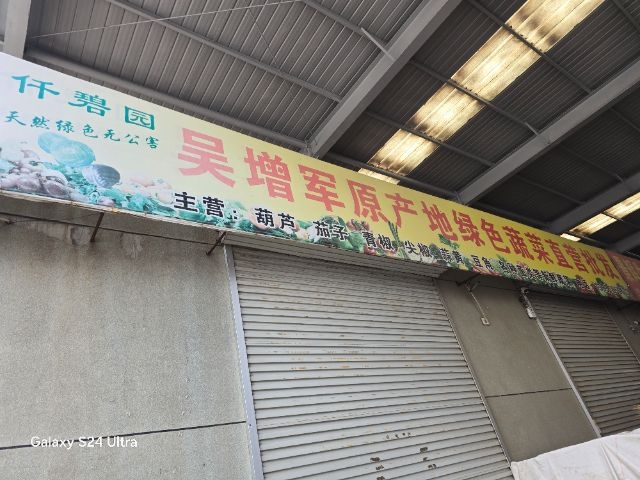 仟碧园
天然绿色无公害
吴增军原产地绿色蔬菜直营批发
主营：葫芦 茄子 青椒 尖椒
Galaxy S24 Ultra